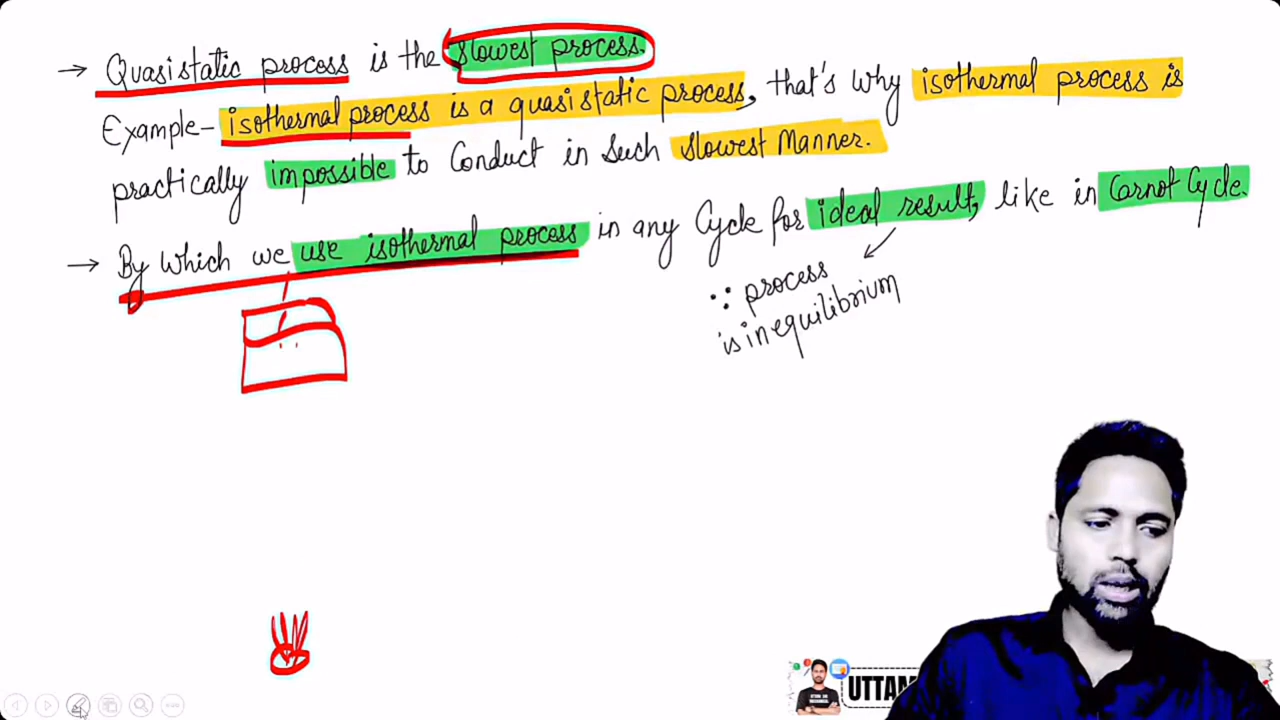 → Quasistatic process is the slowest process.
Example- isothermal process is a quasistatic process, that's why isothermal process is
practically impossible to Conduct in such slowest Manner.
→ By which we use isothermal process in any Cycle for ideal result, like in Carnot Cycle.
∵ process
is in equilibrium
UTTAM